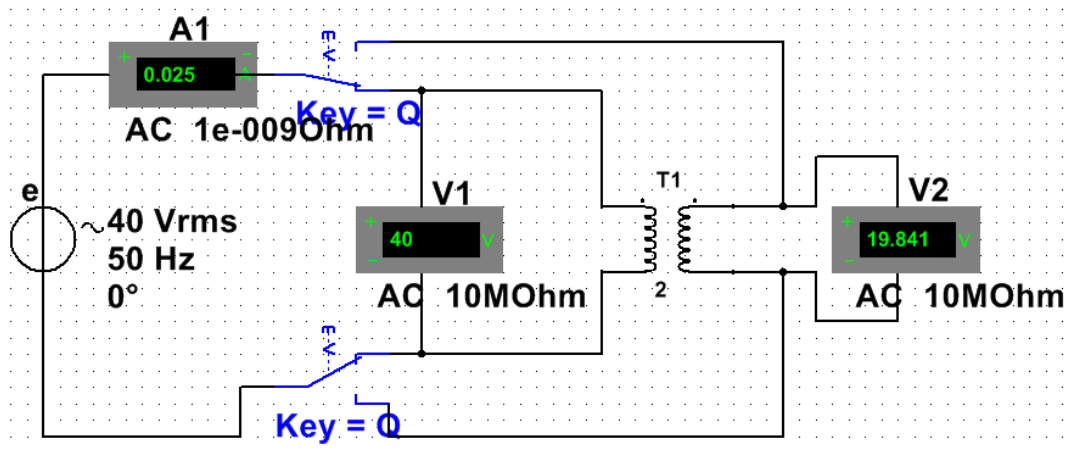 A1
+ −
0.025 A
AC 1e-009Ohm
Key = Q
e
40 Vrms
50 Hz
0°
V1
+
40 V
−
AC 10MOhm
T1
2
V2
+
19.841 V
−
AC 10MOhm
Key = Q